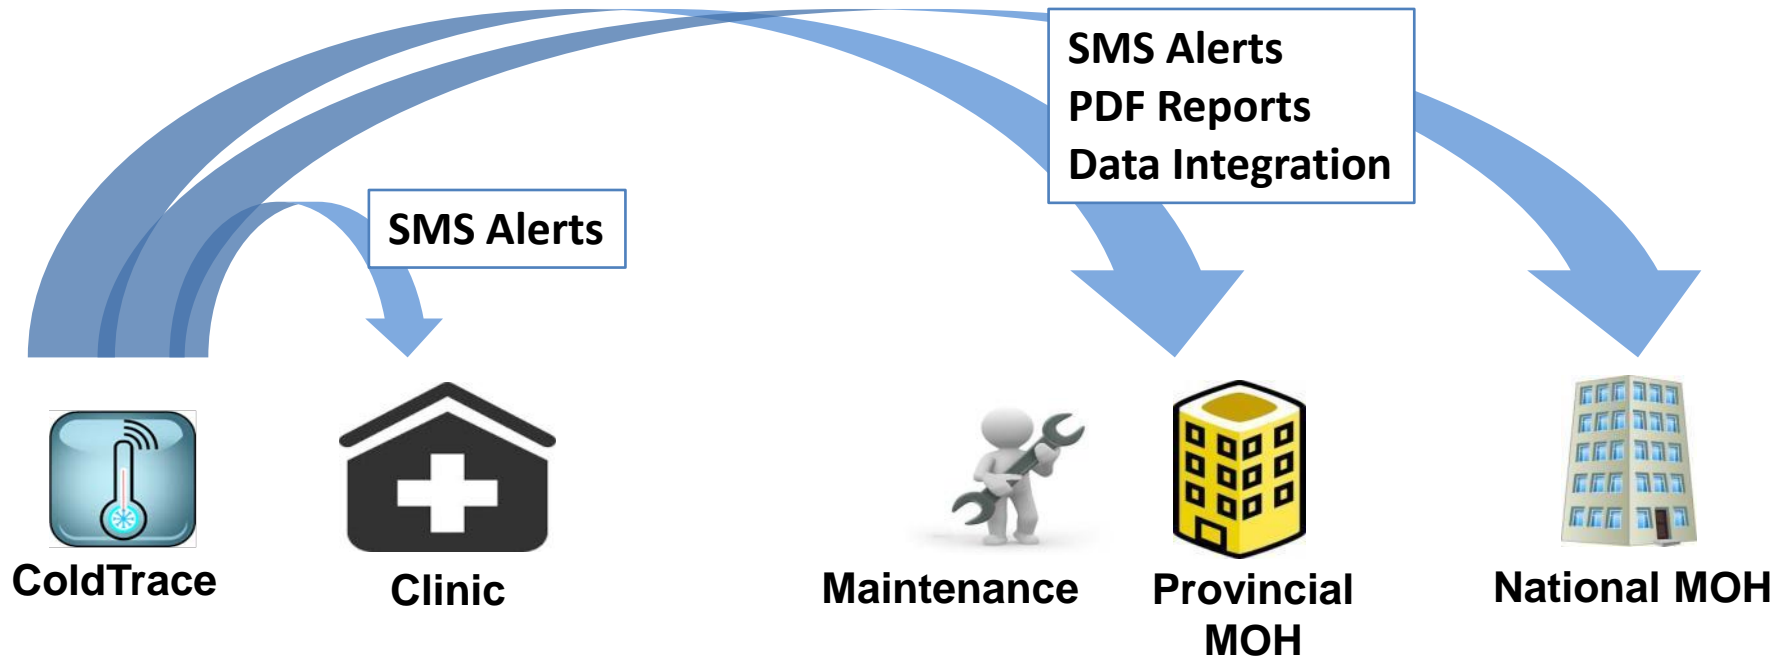 SMS Alerts
PDF Reports
Data Integration
SMS Alerts
ColdTrace
Clinic
Maintenance
Provincial
MOH
National MOH